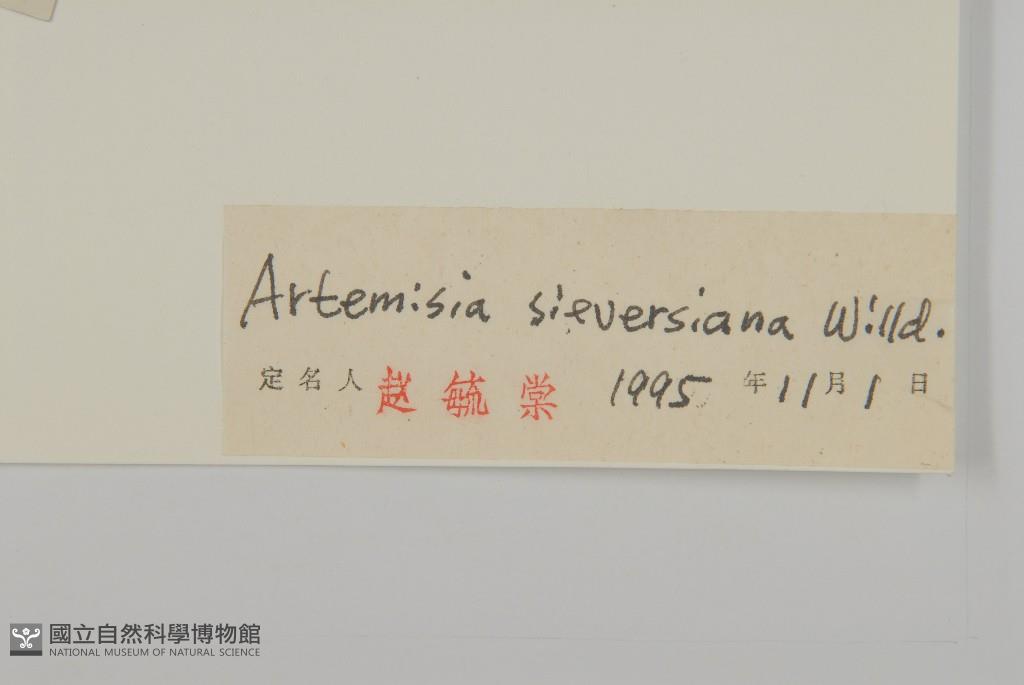 Artemisia sieversiana Willd.
定名人 赵毓棠 1995 年 11 月 1 日
國立自然科學博物館
NATIONAL MUSEUM OF NATURAL SCIENCE